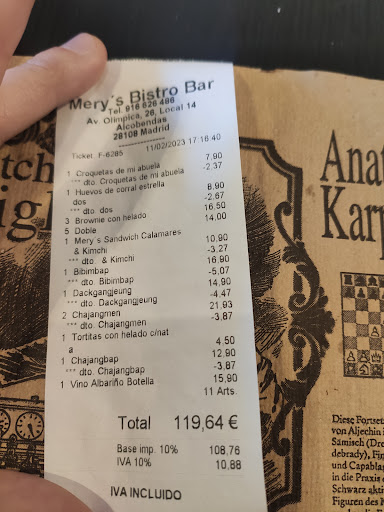 Mery's Bistro Bar
Tel. 916 626 486
Av. Olímpica, 26, Local 14
Alcobendas
28108 Madrid
Ticket F-6285 11/02/2023 17:16:40
1 Croquetas de mi abuela 7,90
*** dto. Croquetas de mi abuela -2,37
1 Huevos de corral estrella
dos 8,90
*** dto dos -2,67
3 Brownie con helado 16,50
5 Doble 14,00
1 Mery's Sandwich Calamares
& Kimchi 10,90
*** dto. & Kimchi -3,27
1 Bibimbap 16,90
*** dto. Bibimbap -5,07
1 Dackgangjeung 14,90
*** dto. Dackgangjeung -4,47
2 Chajangmen 21,93
*** dto. Chajangmen -3,87
1 Tortitas con helado c/nat
a 4,50
1 Chajangbap 12,90
*** dto. Chajangbap -3,87
1 Vino Albariño Botella 15,90
11 Arts.
Total 119,64 €
Base imp. 10% 108,76
IVA 10% 10,88
IVA INCLUIDO
Anat
Karp
Diese Fortset
von Aljechin
Sämisch (Dre
debrady), Fin
und Capabla
in die Praxis
Schwarz akti
Figuren des